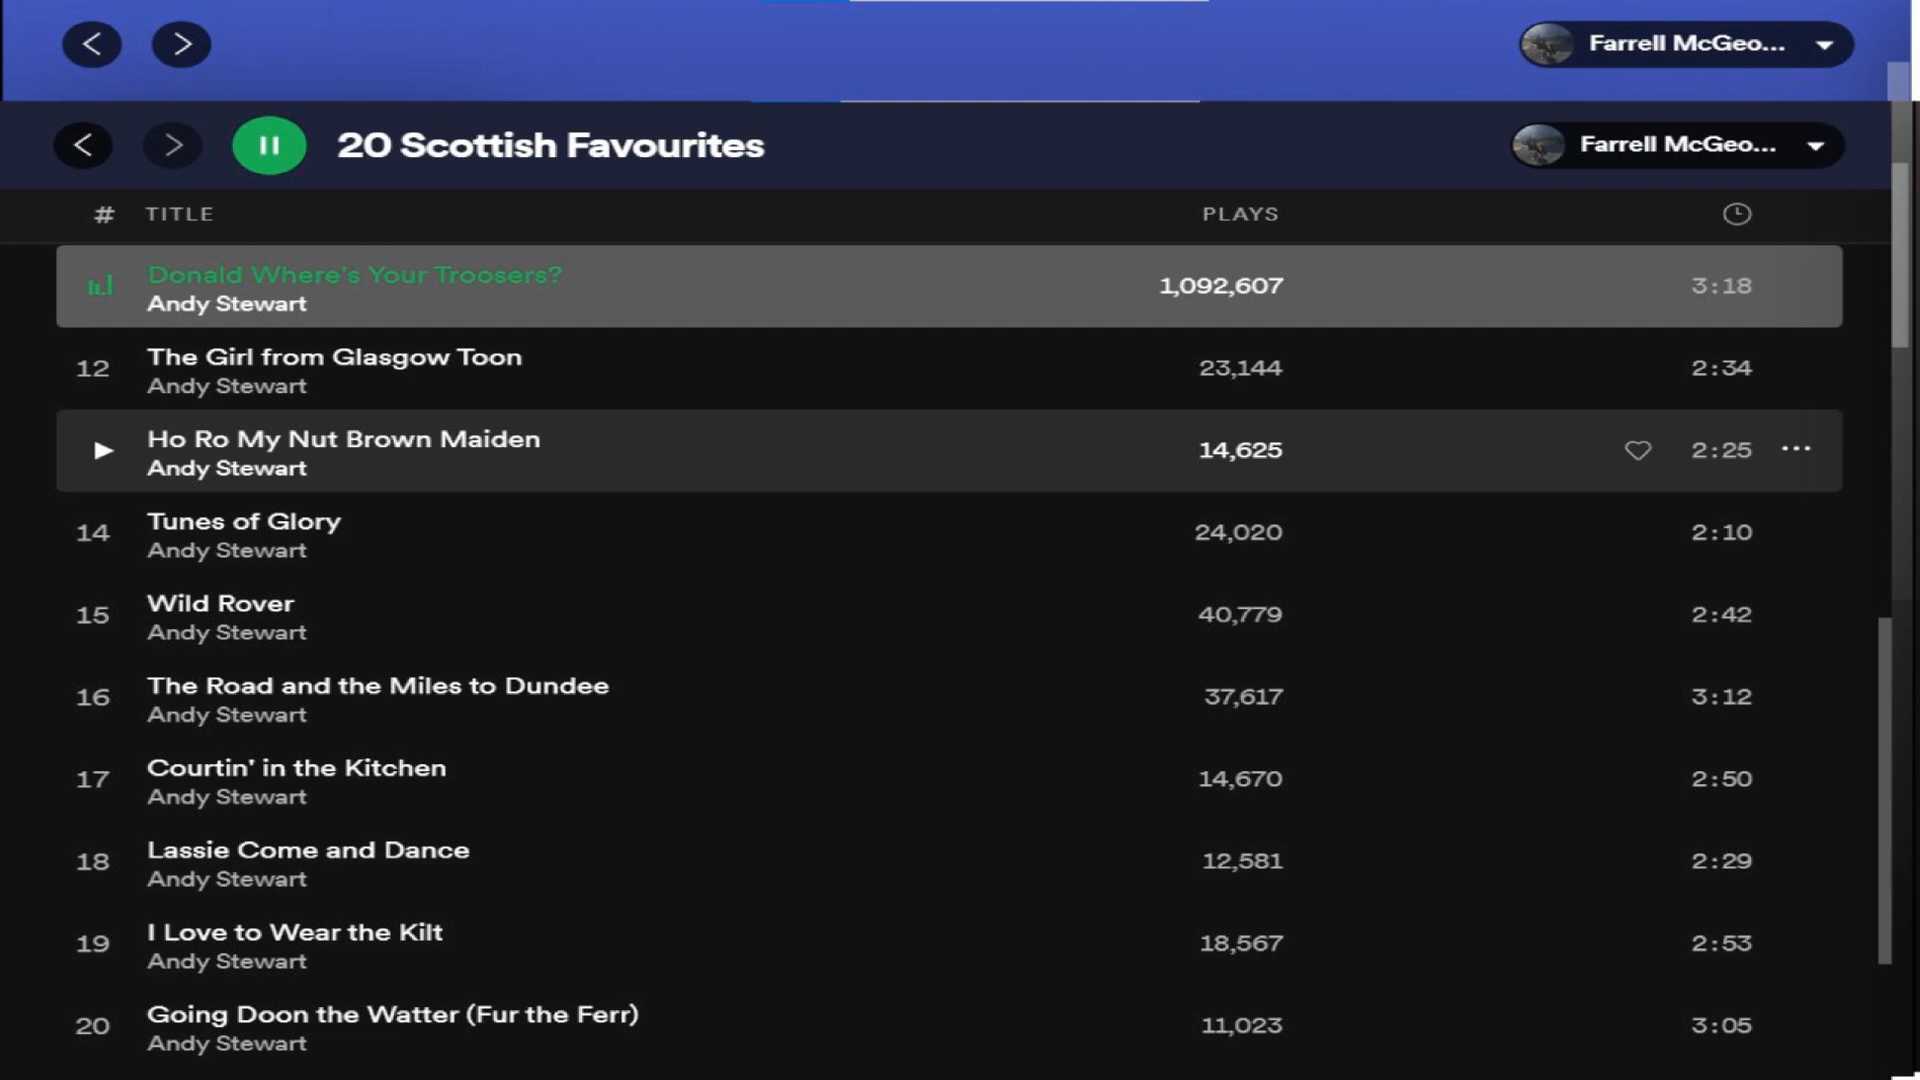 Farrell McGeo...
20 Scottish Favourites
Farrell McGeo...
# TITLE PLAYS
Donald Where's Your Troosers?
Andy Stewart
1,092,607
3:18
12
The Girl from Glasgow Toon
Andy Stewart
23,144
2:34
Ho Ro My Nut Brown Maiden
Andy Stewart
14,625
2:25
14
Tunes of Glory
Andy Stewart
24,020
2:10
15
Wild Rover
Andy Stewart
40,779
2:42
16
The Road and the Miles to Dundee
Andy Stewart
37,617
3:12
17
Courtin' in the Kitchen
Andy Stewart
14,670
2:50
18
Lassie Come and Dance
Andy Stewart
12,581
2:29
19
I Love to Wear the Kilt
Andy Stewart
18,567
2:53
20
Going Doon the Watter (Fur the Ferr)
Andy Stewart
11,023
3:05